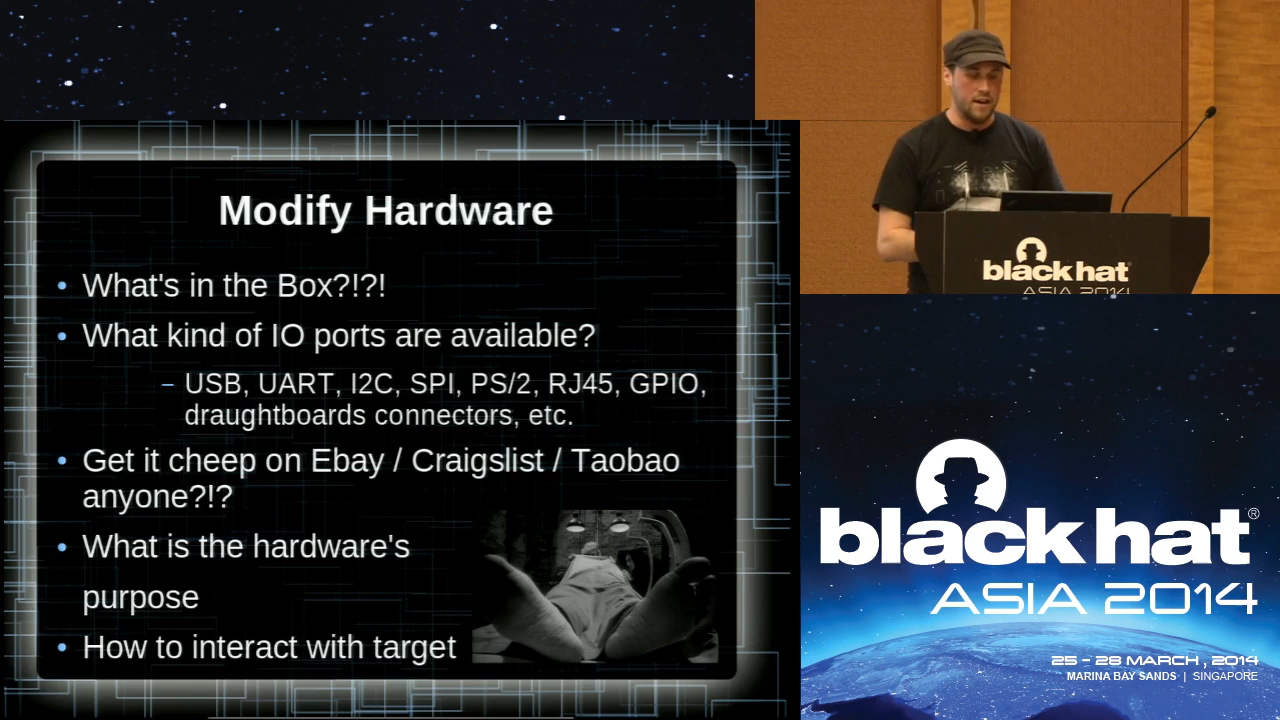 Modify Hardware
• What's in the Box?!?!
• What kind of IO ports are available?
– USB, UART, I2C, SPI, PS/2, RJ45, GPIO,
draughtboards connectors, etc.
• Get it cheep on Ebay / Craigslist / Taobao
anyone?!?
• What is the hardware's
purpose
• How to interact with target
black hat
ASIA 2014
black hat®
ASIA 2014
25 - 28 MARCH , 2014
MARINA BAY SANDS | SINGAPORE